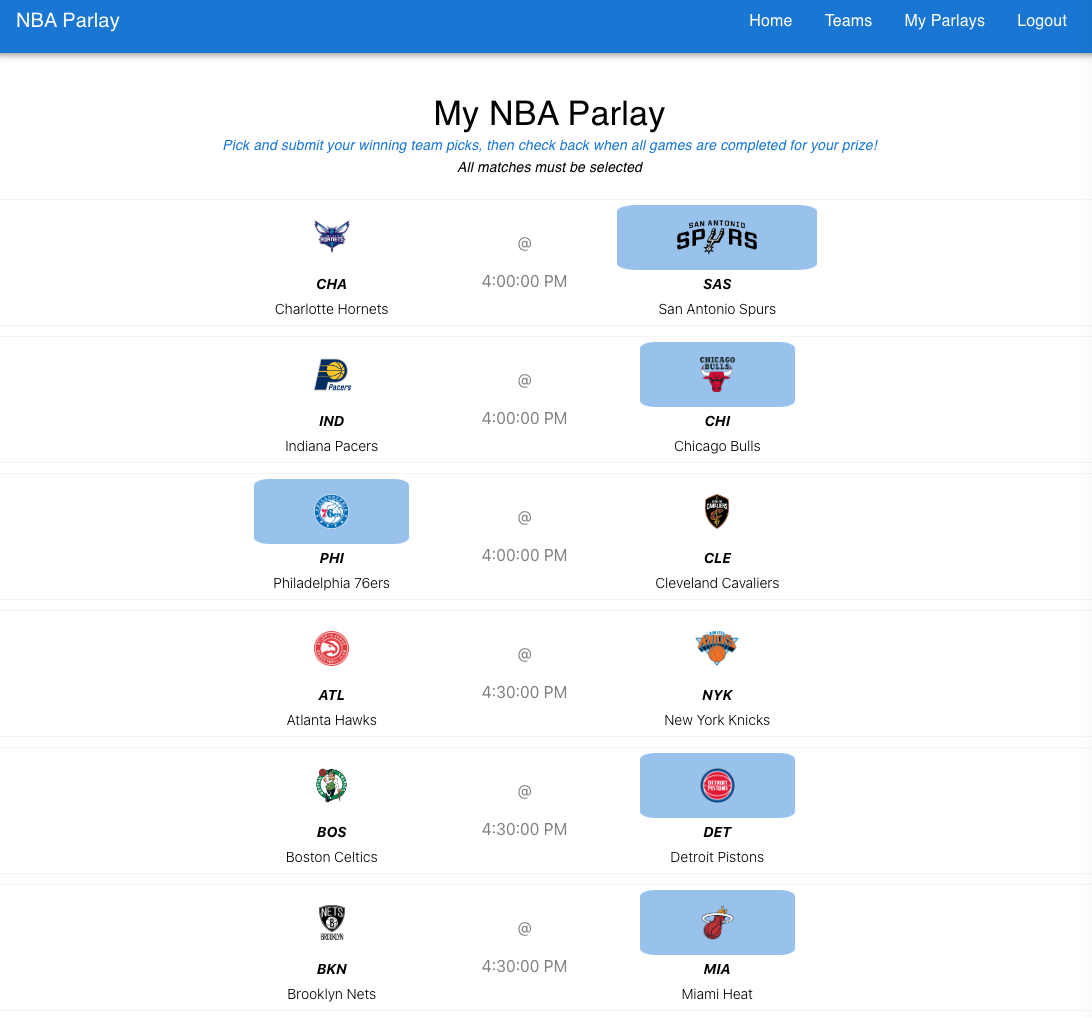 NBA Parlay Home Teams My Parlays Logout
My NBA Parlay
Pick and submit your winning team picks, then check back when all games are completed for your prize!
All matches must be selected
HORNETS @ SAN ANTONIO
SPURS
4:00:00 PM
CHA SAS
Charlotte Hornets San Antonio Spurs
Pacers @ CHICAGO
BULLS
4:00:00 PM
IND CHI
Indiana Pacers Chicago Bulls
76ers @ CAVALIERS
4:00:00 PM
PHI CLE
Philadelphia 76ers Cleveland Cavaliers
@ KNICKS
4:30:00 PM
ATL NYK
Atlanta Hawks New York Knicks
@ DETROIT
PISTONS
4:30:00 PM
BOS DET
Boston Celtics Detroit Pistons
NETS
B @
BROOKLYN
4:30:00 PM
BKN MIA
Brooklyn Nets Miami Heat